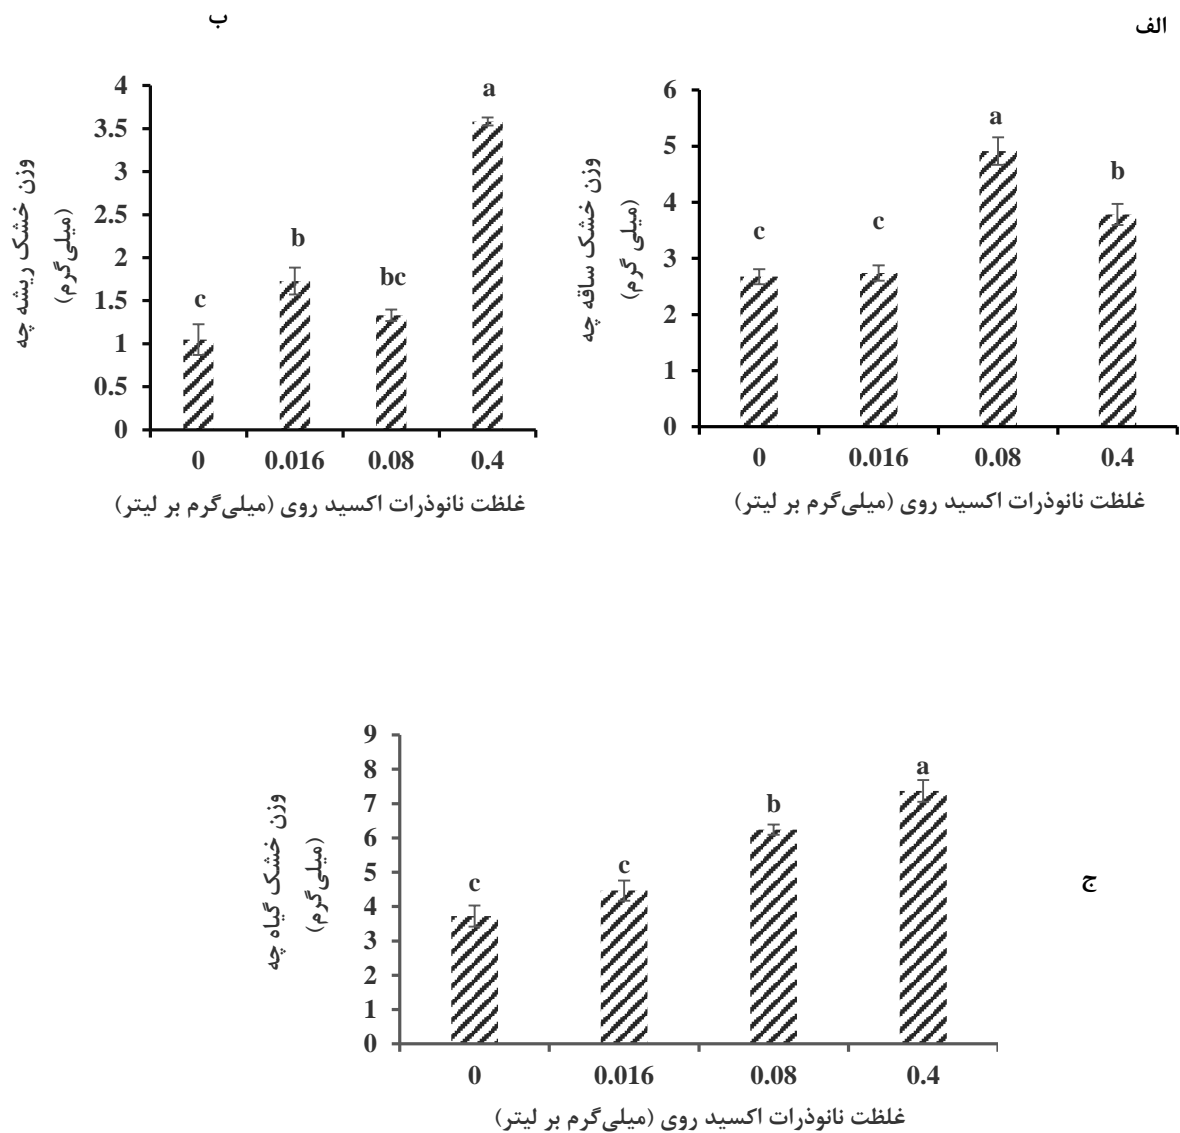 الف
6
5
4
3
2
1
0
c
c
a
b
0 0.016 0.08 0.4
وزن خشک ساقه چه
(میلی گرم)
غلظت نانوذرات اکسید روی (میلی‌گرم بر لیتر)
ب
4
3.5
3
2.5
2
1.5
1
0.5
0
c
b
bc
a
0 0.016 0.08 0.4
وزن خشک ریشه چه
(میلی‌گرم)
غلظت نانوذرات اکسید روی (میلی‌گرم بر لیتر)
ج
9
8
7
6
5
4
3
2
1
0
c
c
b
a
0 0.016 0.08 0.4
وزن خشک گیاه چه
(میلی‌گرم)
غلظت نانوذرات اکسید روی (میلی‌گرم بر لیتر)